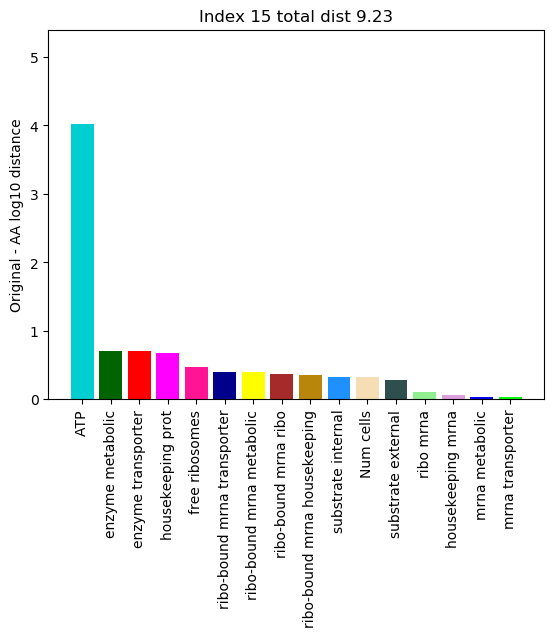 Index 15 total dist 9.23
Original - AA log10 distance
5
4
3
2
1
0
ATP
enzyme metabolic
enzyme transporter
housekeeping prot
free ribosomes
ribo-bound mrna transporter
ribo-bound mrna metabolic
ribo-bound mrna ribo
ribo-bound mrna housekeeping
substrate internal
Num cells
substrate external
ribo mrna
housekeeping mrna
mrna metabolic
mrna transporter